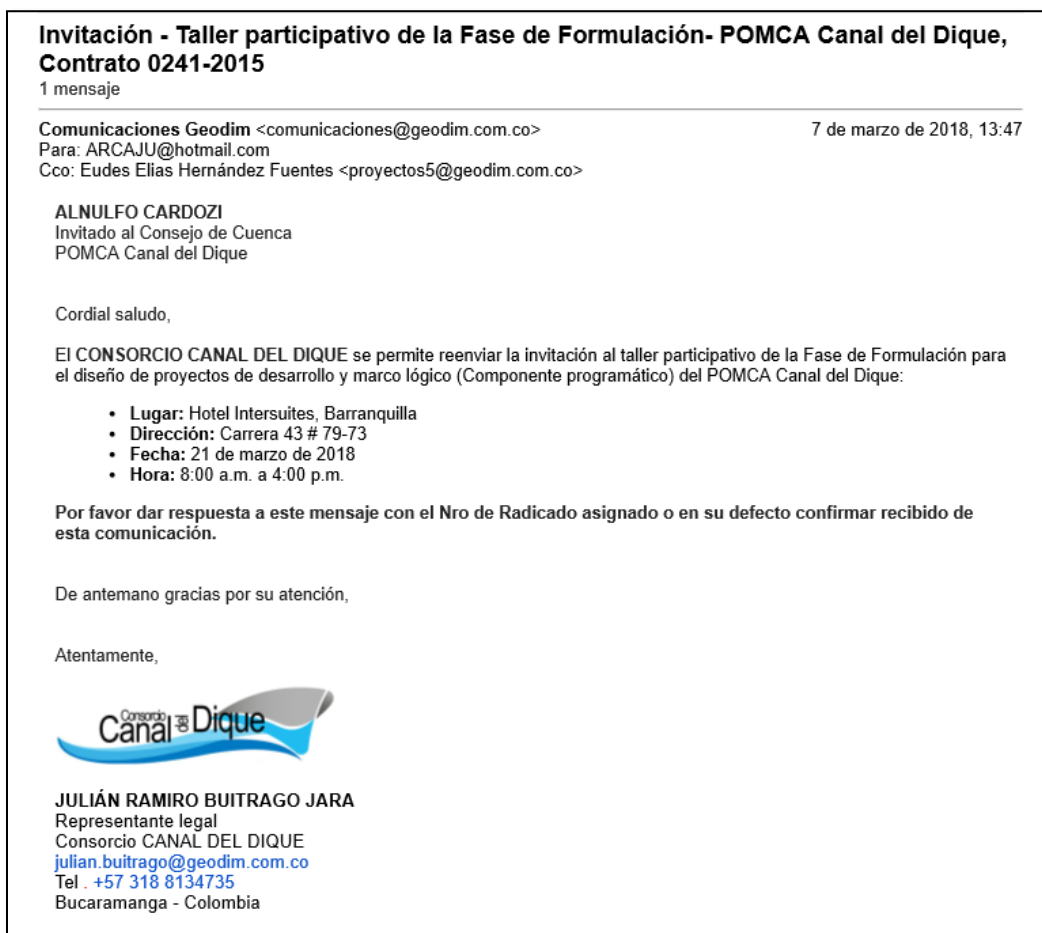 Invitación - Taller participativo de la Fase de Formulación- POMCA Canal del Dique,
Contrato 0241-2015
1 mensaje
Comunicaciones Geodim <comunicaciones@geodim.com.co> 7 de marzo de 2018, 13:47
Para: ARCAJU@hotmail.com
Cco: Eudes Elias Hernández Fuentes <proyectos5@geodim.com.co>
ALNULFO CARDOZI
Invitado al Consejo de Cuenca
POMCA Canal del Dique
Cordial saludo,
El CONSORCIO CANAL DEL DIQUE se permite reenviar la invitación al taller participativo de la Fase de Formulación para
el diseño de proyectos de desarrollo y marco lógico (Componente programático) del POMCA Canal del Dique:
• Lugar: Hotel Intersuites, Barranquilla
• Dirección: Carrera 43 # 79-73
• Fecha: 21 de marzo de 2018
• Hora: 8:00 a.m. a 4:00 p.m.
Por favor dar respuesta a este mensaje con el Nro de Radicado asignado o en su defecto confirmar recibido de
esta comunicación.
De antemano gracias por su atención,
Atentamente,
Consorcio
Canal del Dique
JULIÁN RAMIRO BUITRAGO JARA
Representante legal
Consorcio CANAL DEL DIQUE
julian.buitrago@geodim.com.co
Tel . +57 318 8134735
Bucaramanga - Colombia